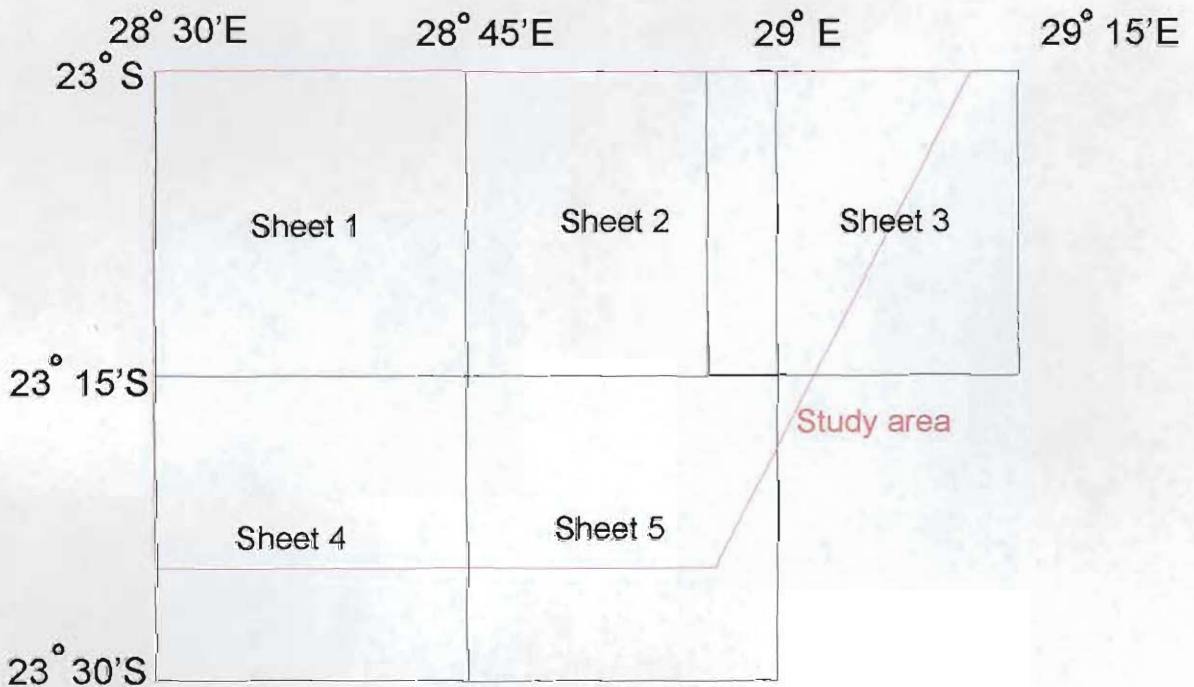 28° 30'E 28° 45'E 29° E 29° 15'E
23° S
Sheet 1 Sheet 2 Sheet 3
23° 15'S
Study area
Sheet 4 Sheet 5
23° 30'S